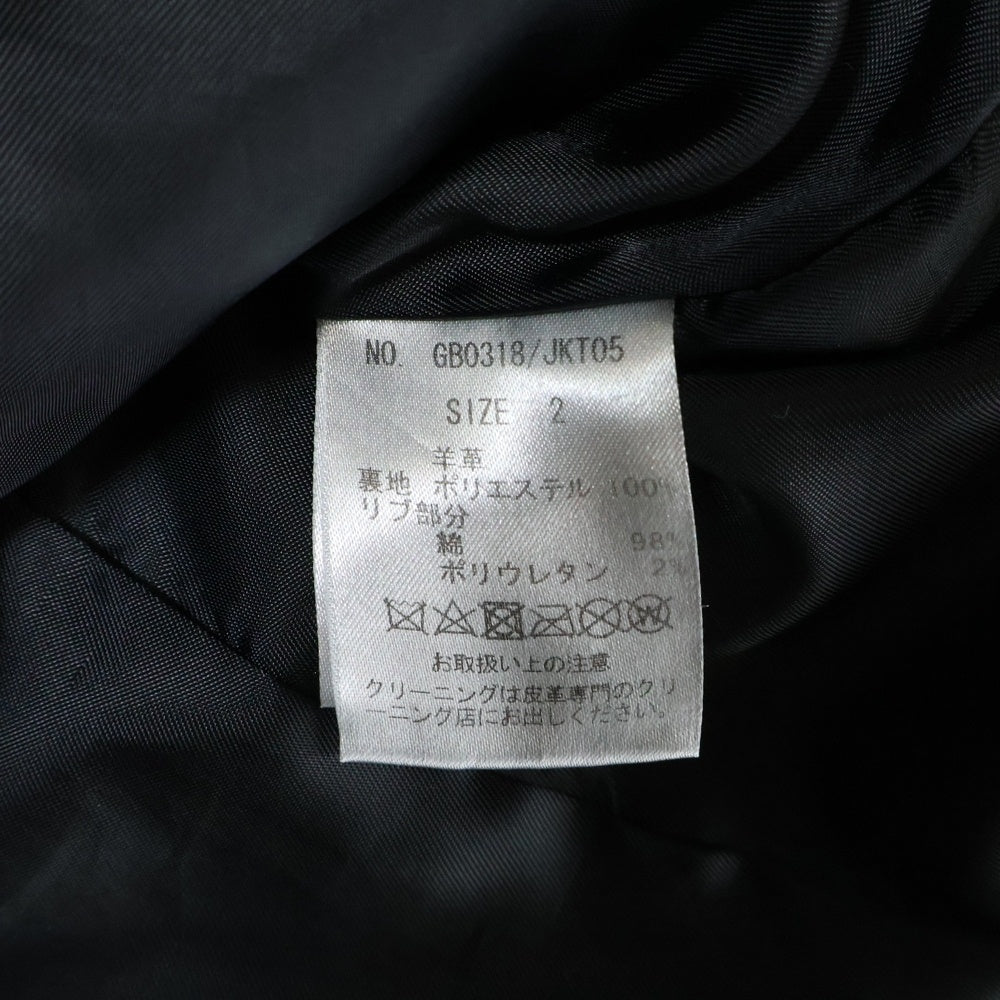 NO. GB0318/JKT05
SIZE 2
羊革
裏地 ポリエステル 100%
リブ部分
綿 98%
ポリウレタン 2%
お取扱い上の注意
クリーニングは皮革専門のクリ
ーニング店にお出しください。